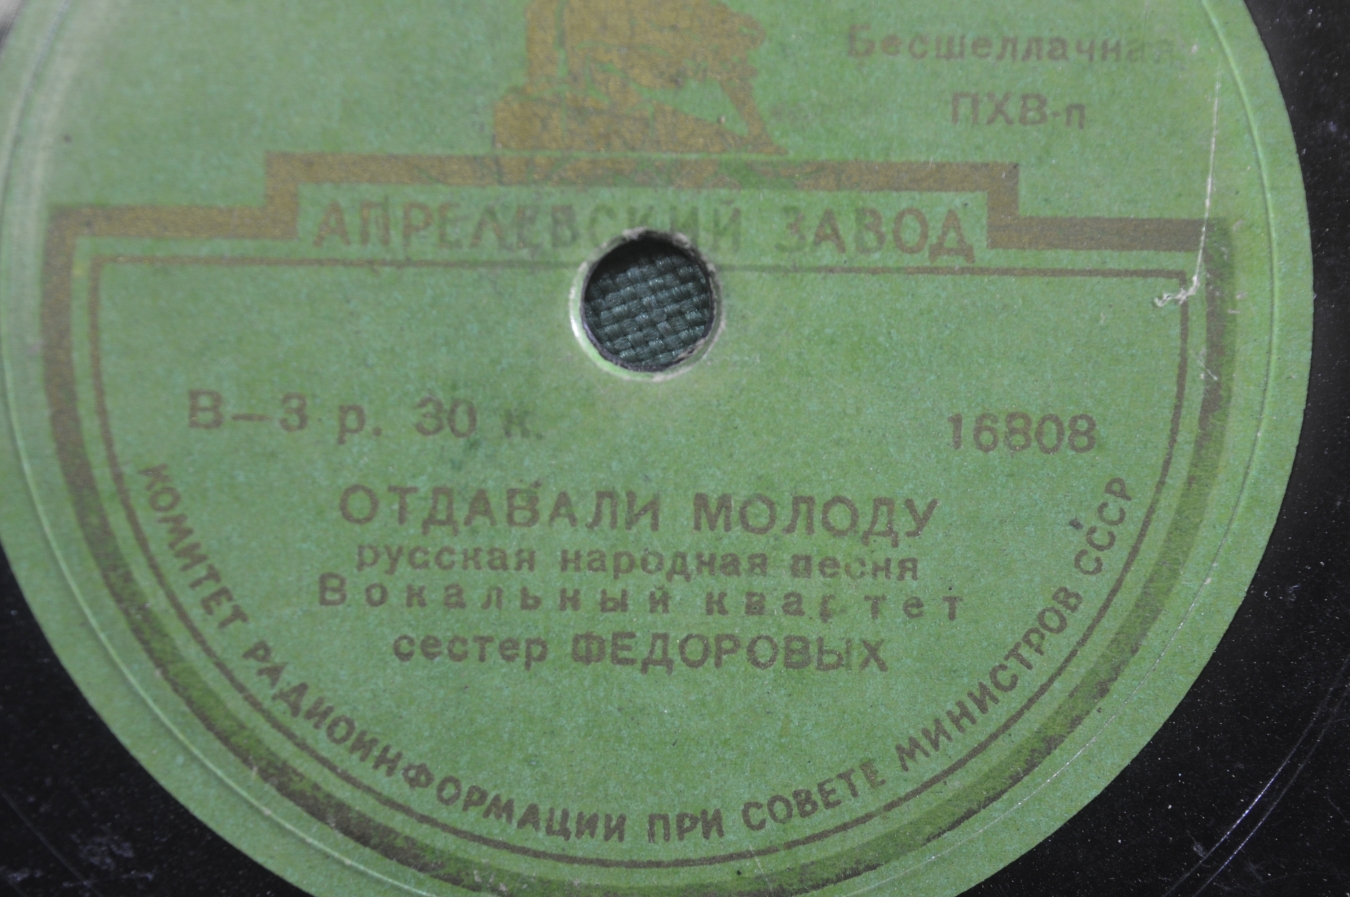 Бесшеллачная
ПХВ-п
АПРЕЛЕВСКИЙ ЗАВОД
В–3 р. 30 к.
16808
ОТДАВАЛИ МОЛОДУ
русская народная песня
Вокальный квартет
сестер ФЕДОРОВЫХ
КОМИТЕТ РАДИОИНФОРМАЦИИ ПРИ СОВЕТЕ МИНИСТРОВ СССР